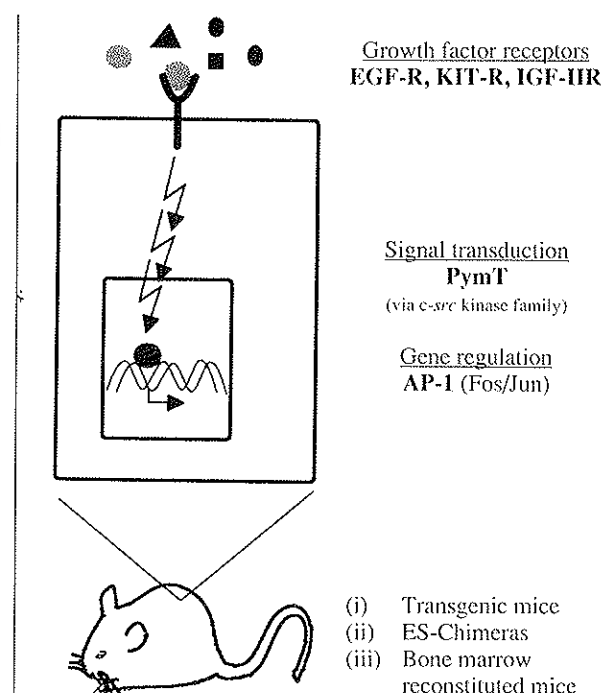 Growth factor receptors
EGF-R, KIT-R, IGF-IIR
Signal transduction
PymT
(via c-src kinase family)
Gene regulation
AP-1 (Fos/Jun)
(i) Transgenic mice
(ii) ES-Chimeras
(iii) Bone marrow
reconstituted mice